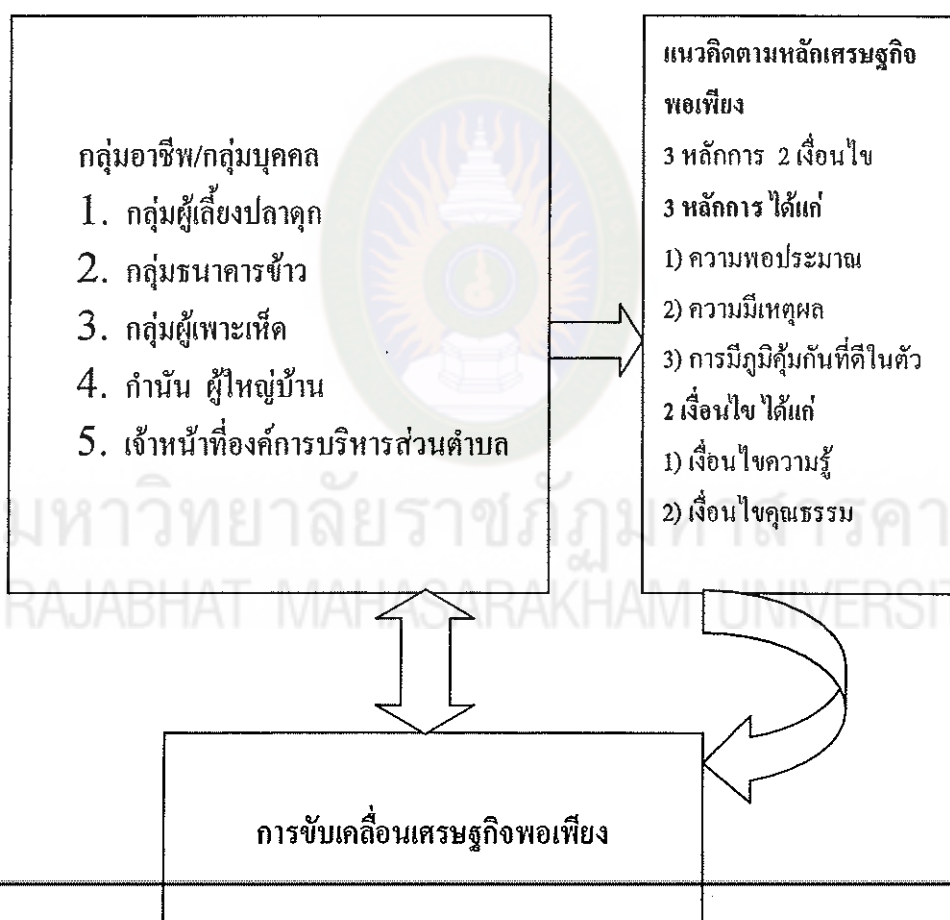 กลุ่มอาชีพ/กลุ่มบุคคล
1. กลุ่มผู้เลี้ยงปลาดุก
2. กลุ่มธนาคารข้าว
3. กลุ่มผู้เพาะเห็ด
4. กำนัน ผู้ใหญ่บ้าน
5. เจ้าหน้าที่องค์การบริหารส่วนตำบล
แนวคิดตามหลักเศรษฐกิจ
พอเพียง
3 หลักการ 2 เงื่อนไข
3 หลักการ ได้แก่
1) ความพอประมาณ
2) ความมีเหตุผล
3) การมีภูมิคุ้มกันที่ดีในตัว
2 เงื่อนไข ได้แก่
1) เงื่อนไขความรู้
2) เงื่อนไขคุณธรรม
มหาวิทยาลัยราชภัฏมหาสารคา
RAJABHAT MAHASARAKHAM UNIVERSIT
การขับเคลื่อนเศรษฐกิจพอเพียง